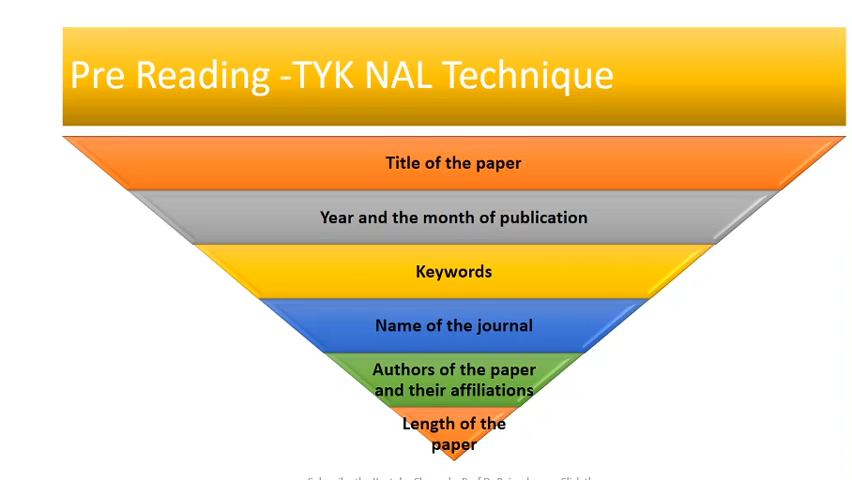 Pre Reading -TYK NAL Technique
Title of the paper
Year and the month of publication
Keywords
Name of the journal
Authors of the paper
and their affiliations
Length of the
paper